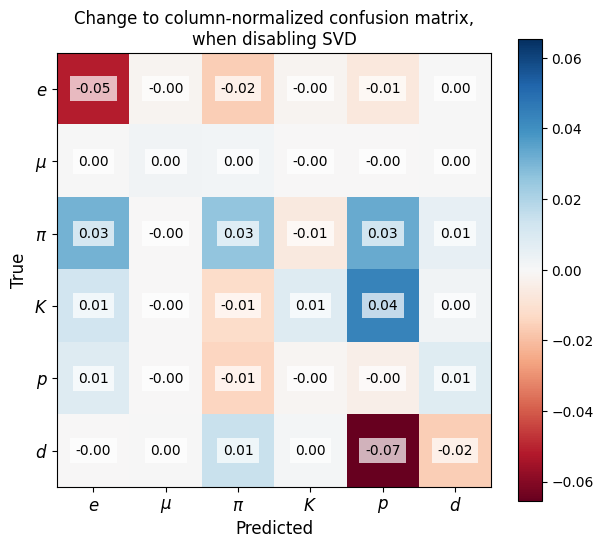 Change to column-normalized confusion matrix,
when disabling SVD
e -0.05 -0.00 -0.02 -0.00 -0.01 0.00
μ 0.00 0.00 0.00 -0.00 -0.00 0.00
π 0.03 -0.00 0.03 -0.01 0.03 0.01
K 0.01 -0.00 -0.01 0.01 0.04 0.00
p 0.01 -0.00 -0.01 -0.00 -0.00 0.01
d -0.00 0.00 0.01 0.00 -0.07 -0.02
e μ π K p d
Predicted
True
0.06
0.04
0.02
0.00
−0.02
−0.04
−0.06